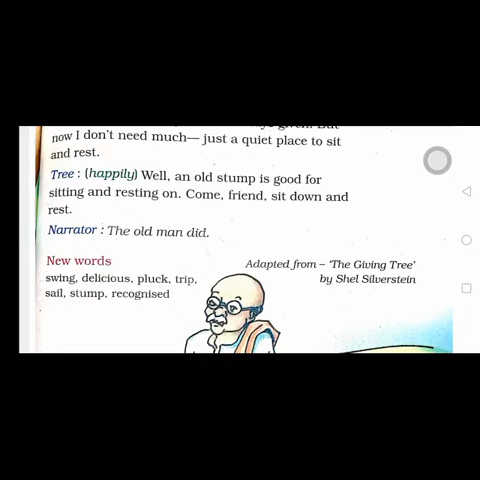 now I don't need much— just a quiet place to sit
and rest.
Tree : (happily) Well, an old stump is good for
sitting and resting on. Come, friend, sit down and
rest.
Narrator : The old man did.
New words
swing, delicious, pluck, trip,
sail, stump, recognised
Adapted from – 'The Giving Tree'
by Shel Silverstein